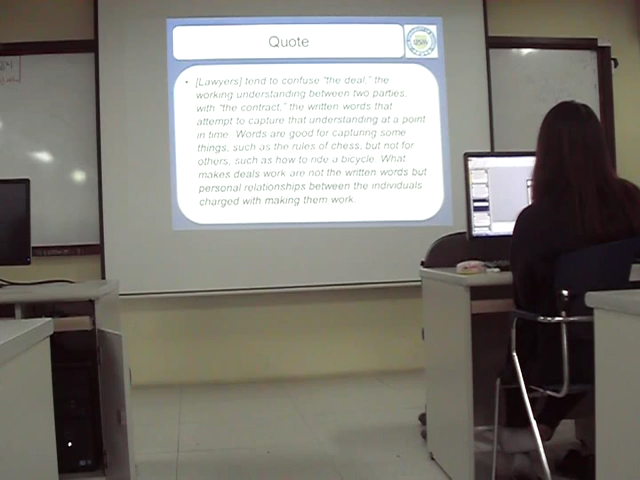 Quote
• [Lawyers] tend to confuse "the deal," the
working understanding between two parties,
with "the contract," the written words that
attempt to capture that understanding at a point
in time. Words are good for capturing some
things, such as the rules of chess, but not for
others, such as how to ride a bicycle. What
makes deals work are not the written words but
personal relationships between the individuals
charged with making them work.